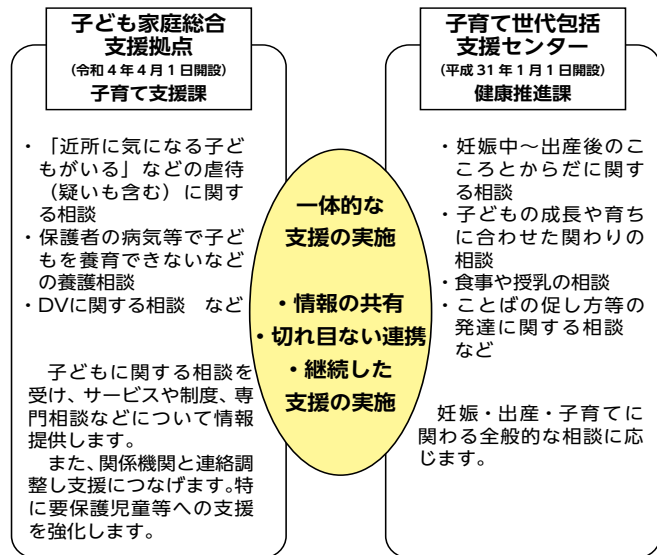 子ども家庭総合
支援拠点
（令和４年４月１日開設）
子育て支援課
・「近所に気になる子ど
もがいる」などの虐待
（疑いも含む）に関す
る相談
・保護者の病気等で子ど
もを養育できないなど
の養護相談
・DVに関する相談　など
子どもに関する相談を
受け、サービスや制度、専
門相談などについて情報
提供します。
また、関係機関と連絡調
整し支援につなげます。特
に要保護児童等への支援
を強化します。
一体的な
支援の実施
・情報の共有
・切れ目ない連携
・継続した
支援の実施
子育て世代包括
支援センター
（平成 31 年１月１日開設）
健康推進課
・妊娠中～出産後のこ
ころとからだに関す
る相談
・子どもの成長や育ち
に合わせた関わりの
相談
・食事や授乳の相談
・ことばの促し方等の
発達に関する相談
など
妊娠・出産・子育てに
関わる全般的な相談に応
じます。